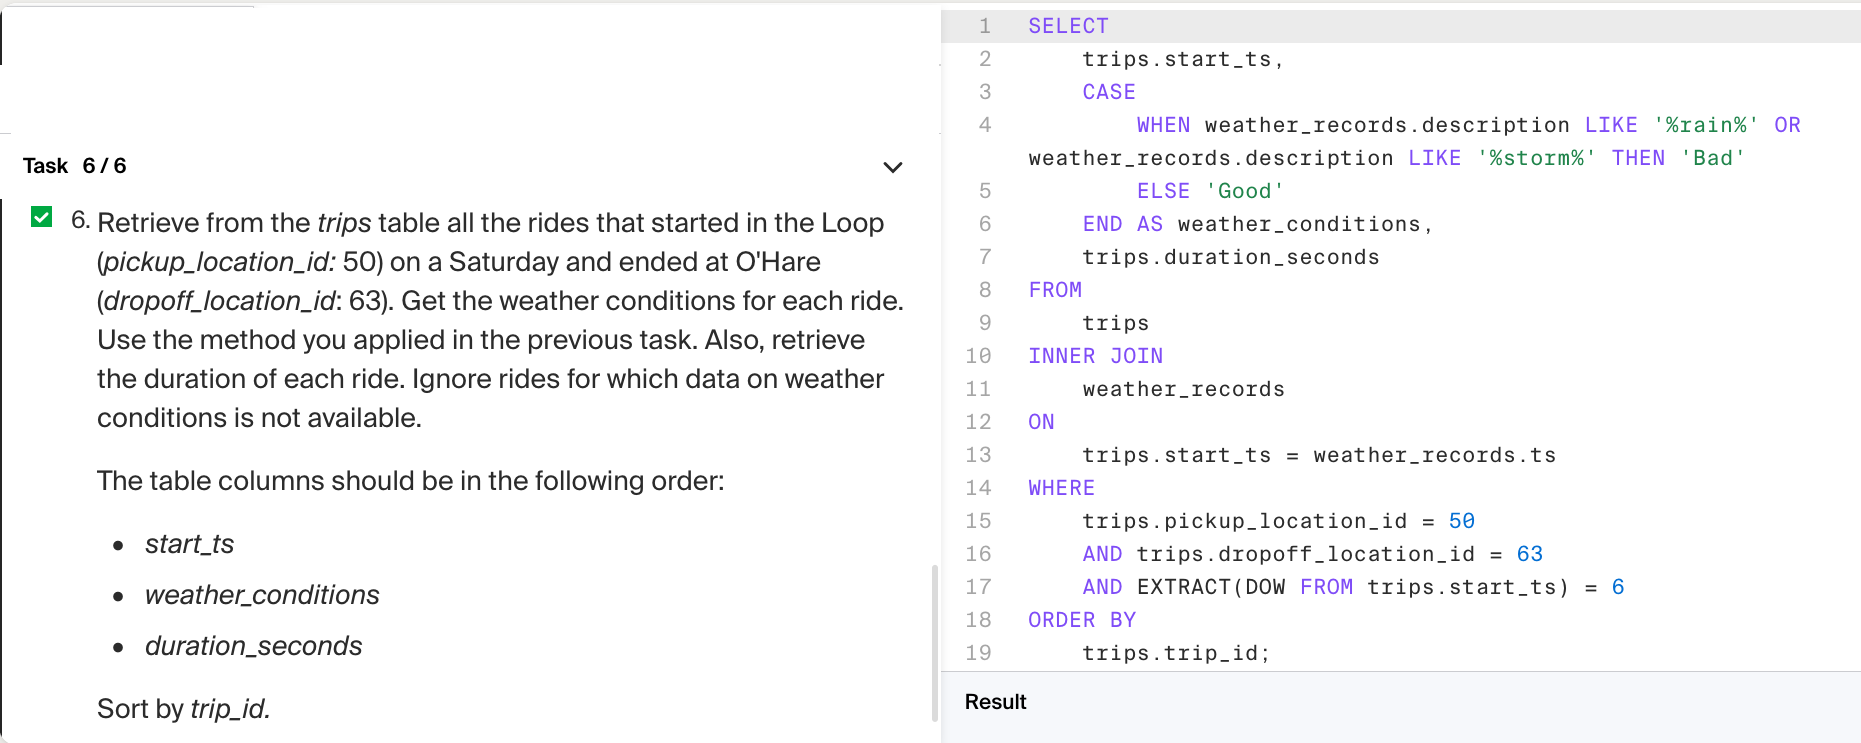 Task 6 / 6
6. Retrieve from the trips table all the rides that started in the Loop
(pickup_location_id: 50) on a Saturday and ended at O'Hare
(dropoff_location_id: 63). Get the weather conditions for each ride.
Use the method you applied in the previous task. Also, retrieve
the duration of each ride. Ignore rides for which data on weather
conditions is not available.
The table columns should be in the following order:
• start_ts
• weather_conditions
• duration_seconds
Sort by trip_id.
1 SELECT
2     trips.start_ts,
3     CASE
4         WHEN weather_records.description LIKE '%rain%' OR
weather_records.description LIKE '%storm%' THEN 'Bad'
5         ELSE 'Good'
6     END AS weather_conditions,
7     trips.duration_seconds
8 FROM
9     trips
10 INNER JOIN
11     weather_records
12 ON
13     trips.start_ts = weather_records.ts
14 WHERE
15     trips.pickup_location_id = 50
16     AND trips.dropoff_location_id = 63
17     AND EXTRACT(DOW FROM trips.start_ts) = 6
18 ORDER BY
19     trips.trip_id;
Result